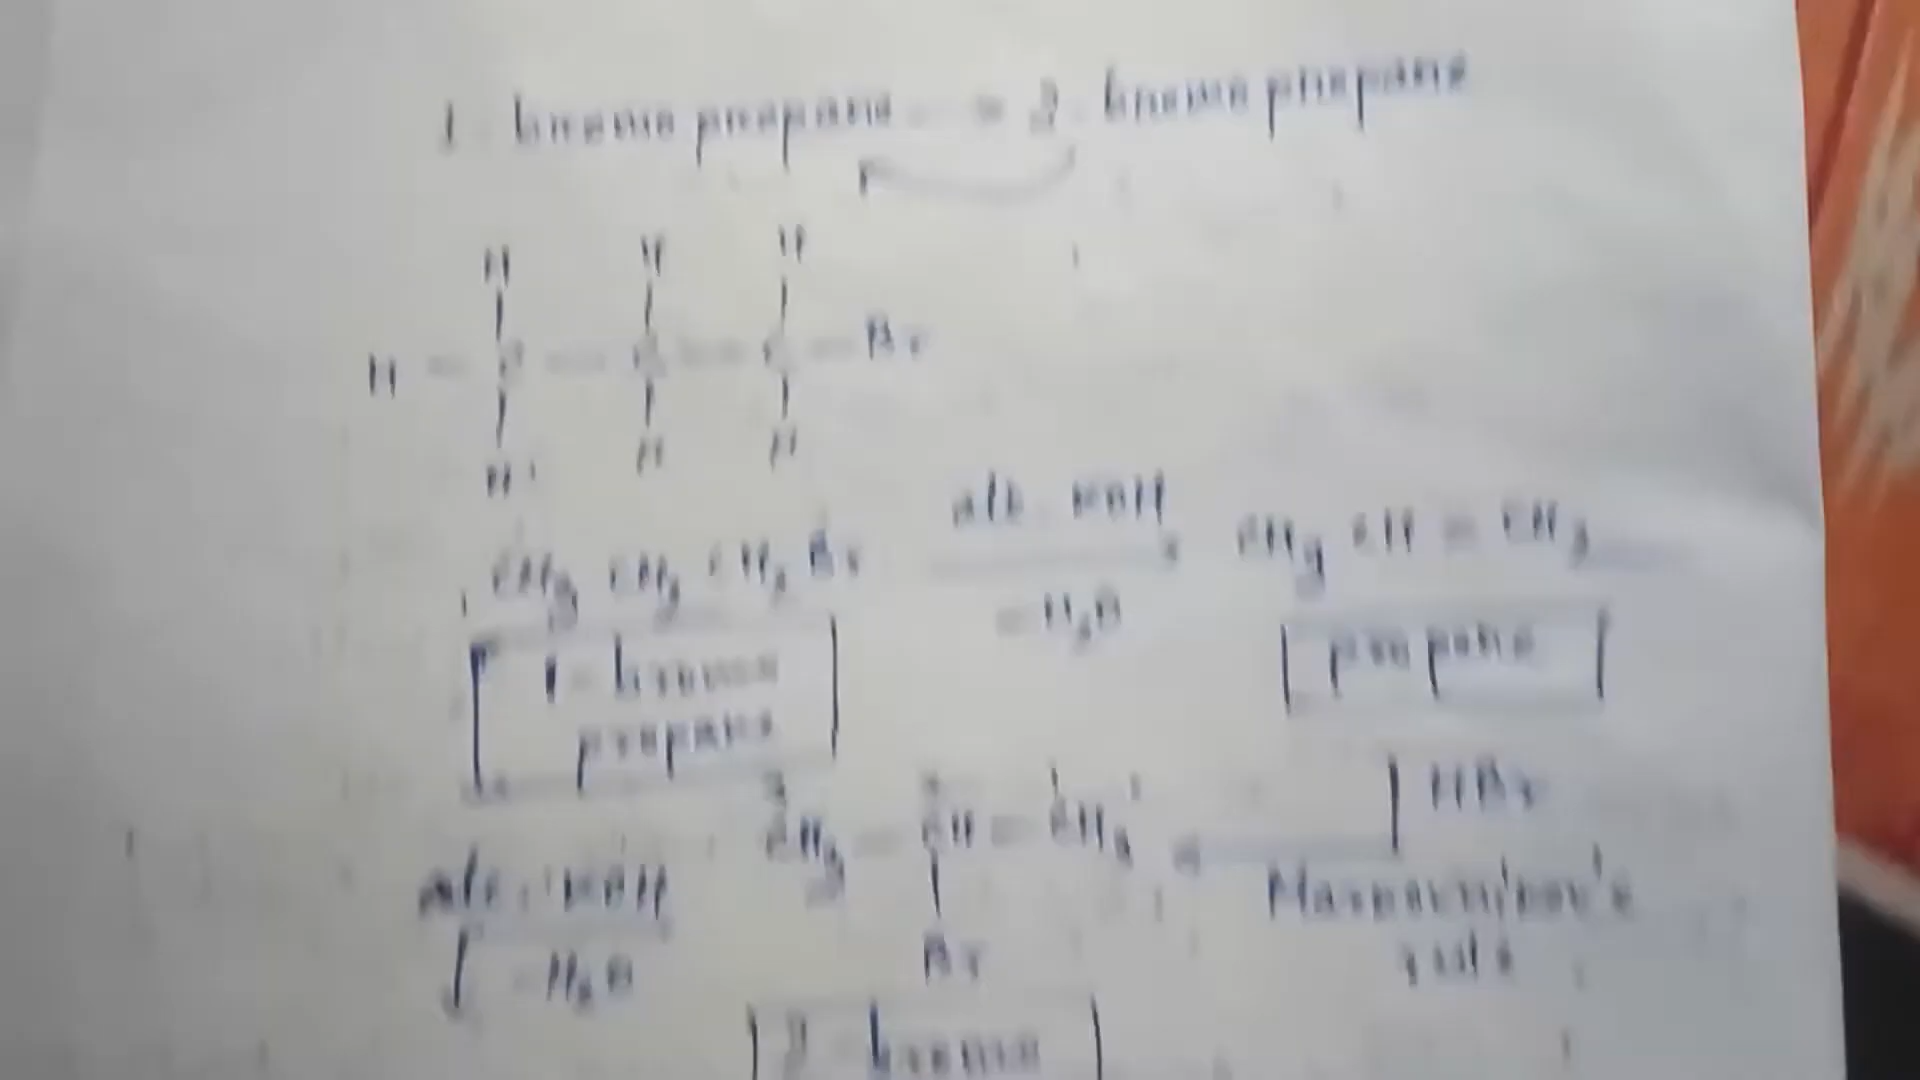 1 - bromo propane → 2 - bromo propane
H H H
H - C - C - C - Br
H H H
alc. KOH
CH3 CH2 CH2 Br → CH3 CH = CH2
- H2O
1 - bromo propane
propene
HBr
CH3 - CH - CH3
Br
Markovnikov's rule
alc. KOH
- H2O
2 - bromo